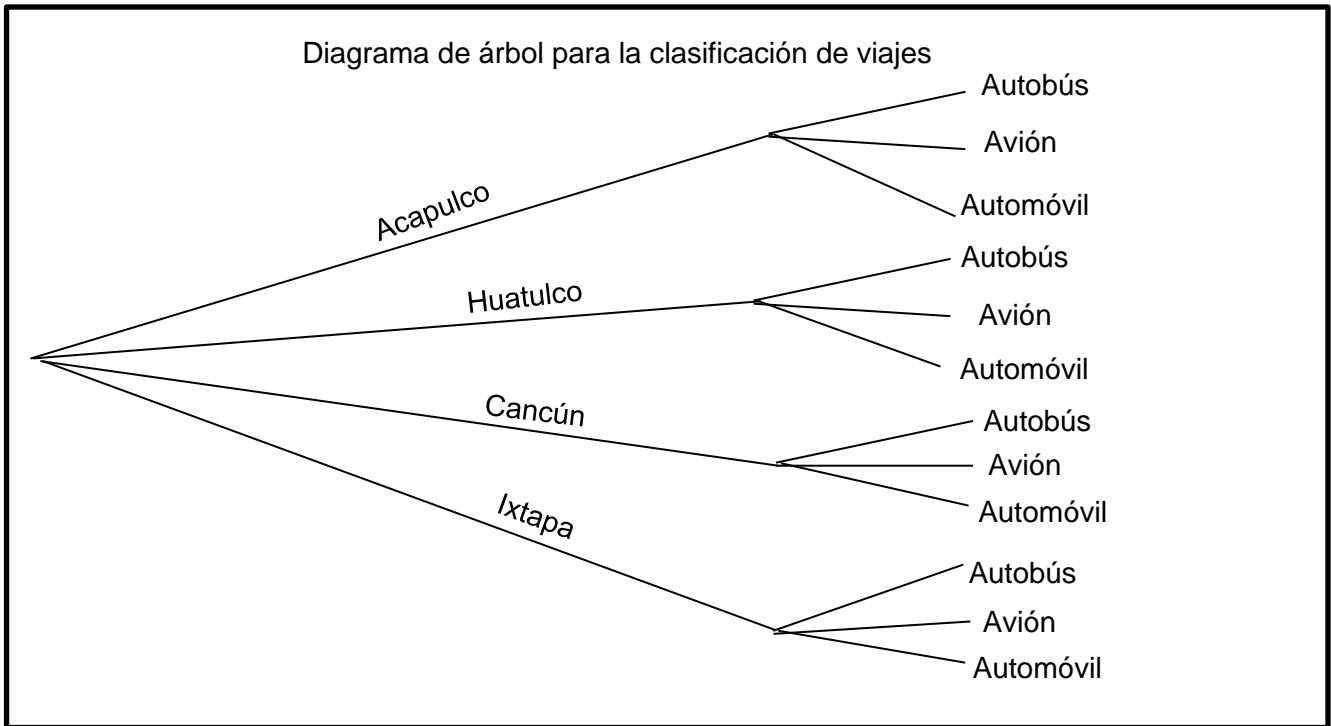 Diagrama de árbol para la clasificación de viajes
Acapulco
Autobús
Avión
Automóvil
Huatulco
Autobús
Avión
Automóvil
Cancún
Autobús
Avión
Automóvil
Ixtapa
Autobús
Avión
Automóvil